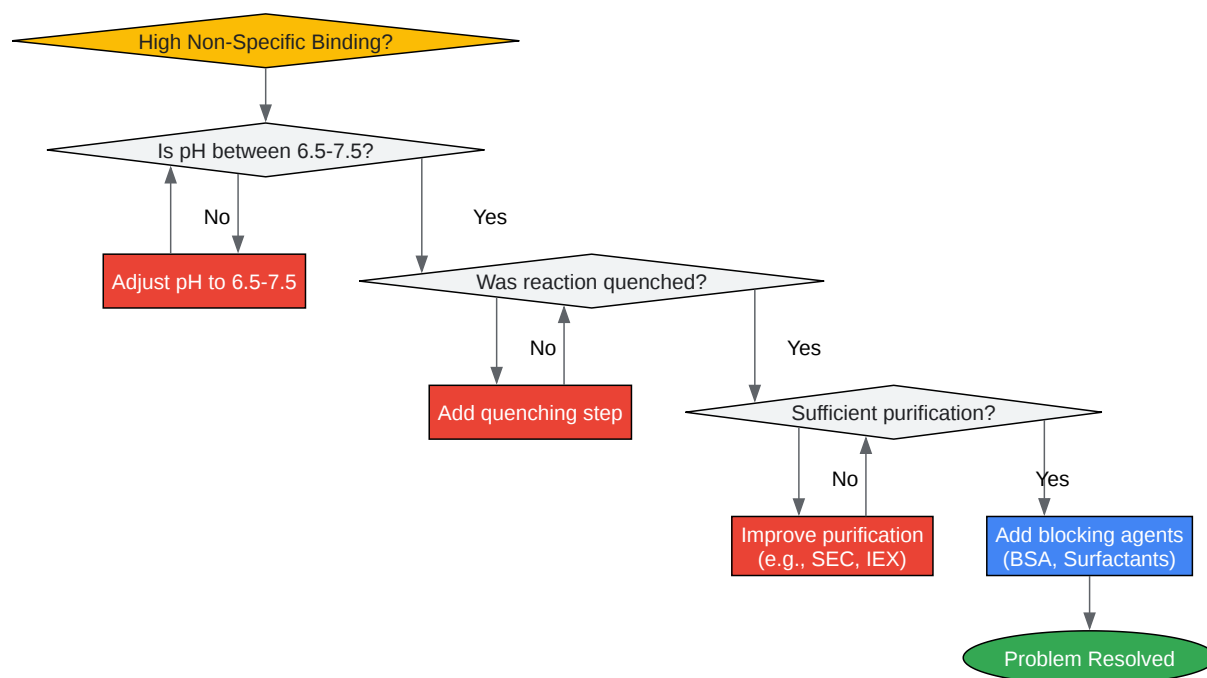 High Non-Specific Binding?
Is pH between 6.5-7.5?
No
Yes
Adjust pH to 6.5-7.5
Was reaction quenched?
No
Yes
Add quenching step
Sufficient purification?
No
Yes
Improve purification
(e.g., SEC, IEX)
Add blocking agents
(BSA, Surfactants)
Problem Resolved